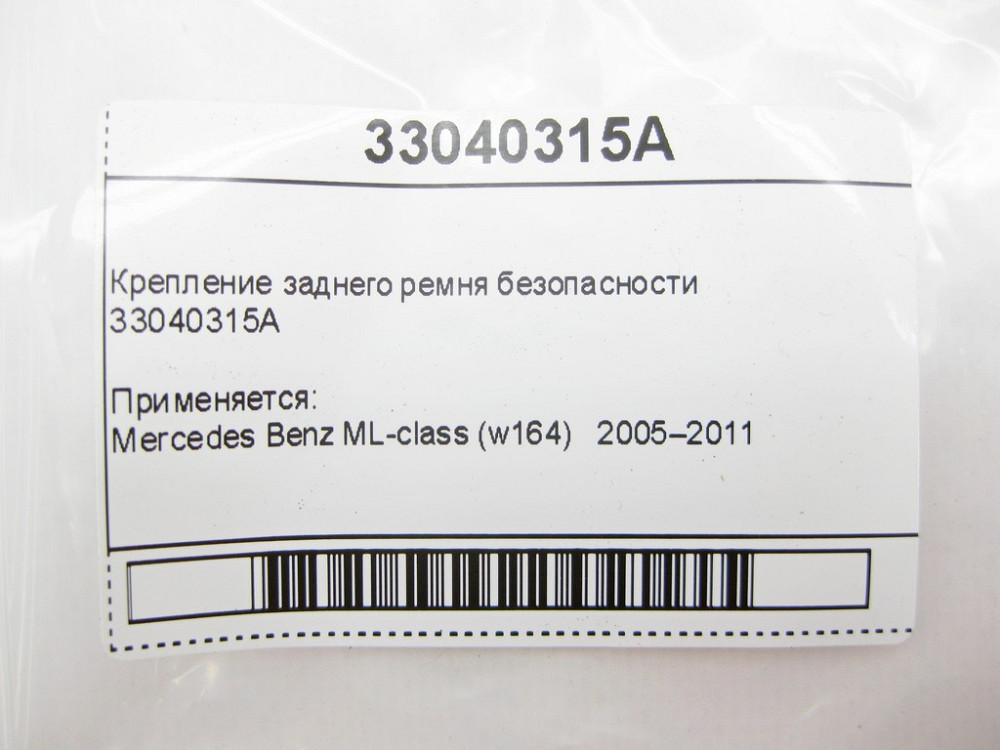 33040315A
Крепление заднего ремня безопасности
33040315A
Применяется:
Mercedes Benz ML-class (w164) 2005–2011